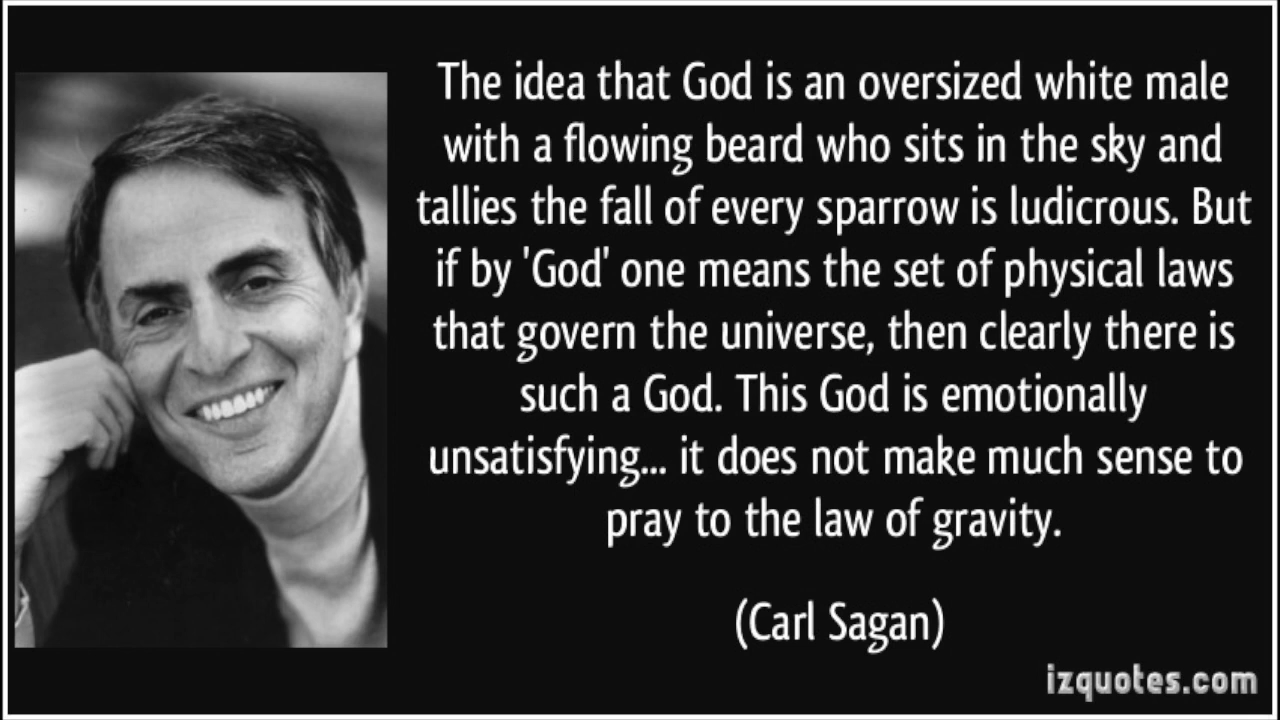 The idea that God is an oversized white male
with a flowing beard who sits in the sky and
tallies the fall of every sparrow is ludicrous. But
if by 'God' one means the set of physical laws
that govern the universe, then clearly there is
such a God. This God is emotionally
unsatisfying... it does not make much sense to
pray to the law of gravity.
(Carl Sagan)
izquotes.com